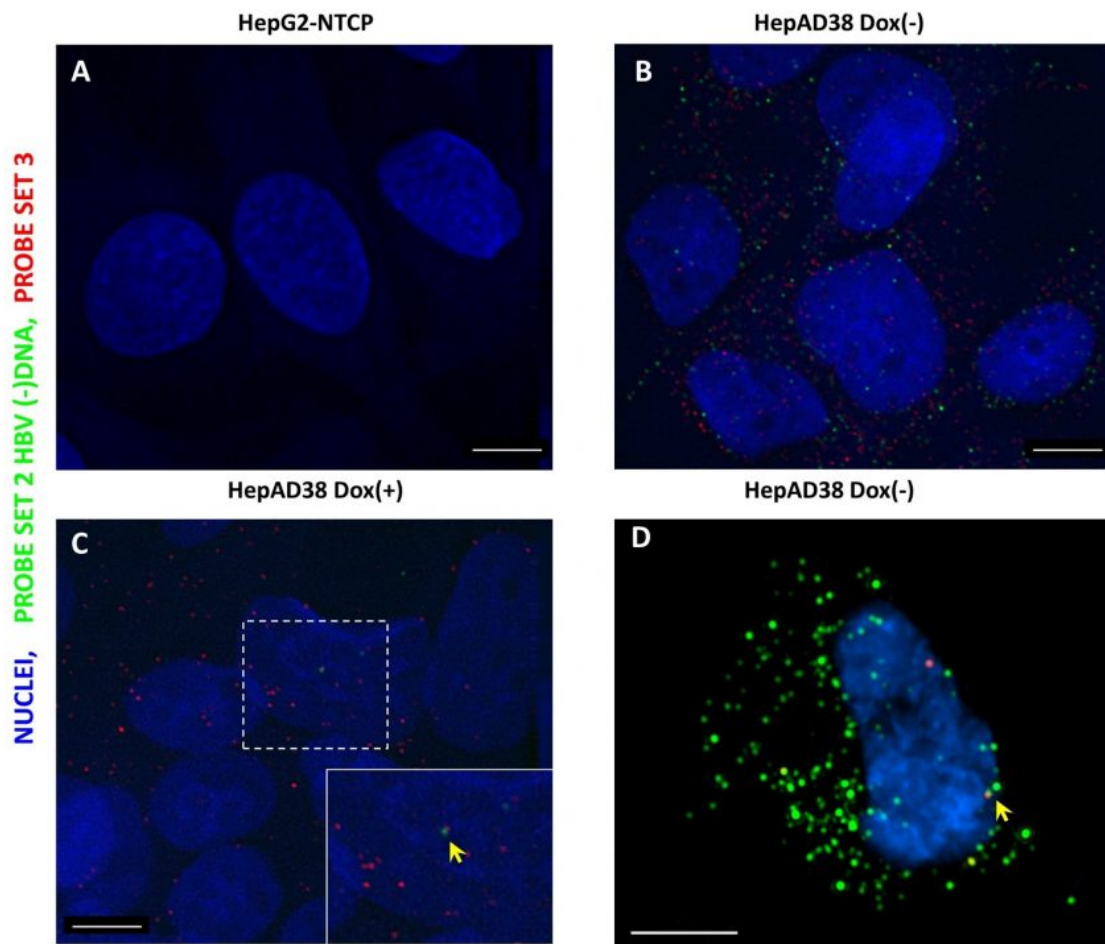 HepG2-NTCP
HepAD38 Dox(-)
A
B
NUCLEI, PROBE SET 2 HBV (-)DNA, PROBE SET 3
HepAD38 Dox(+)
HepAD38 Dox(-)
C
D